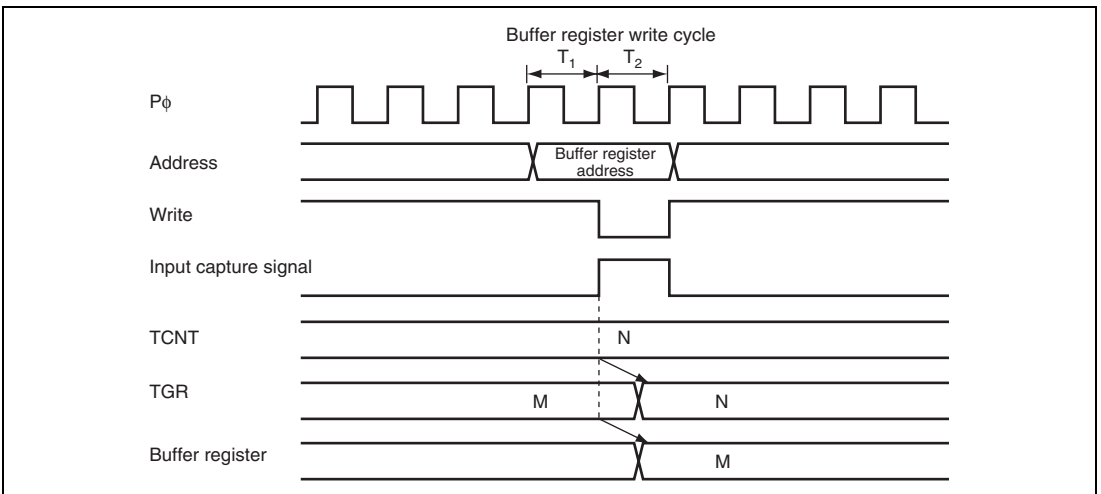 Buffer register write cycle
T1 T2
Pφ
Buffer register
Address
address
Write
Input capture signal
TCNT N
TGR M N
Buffer register M